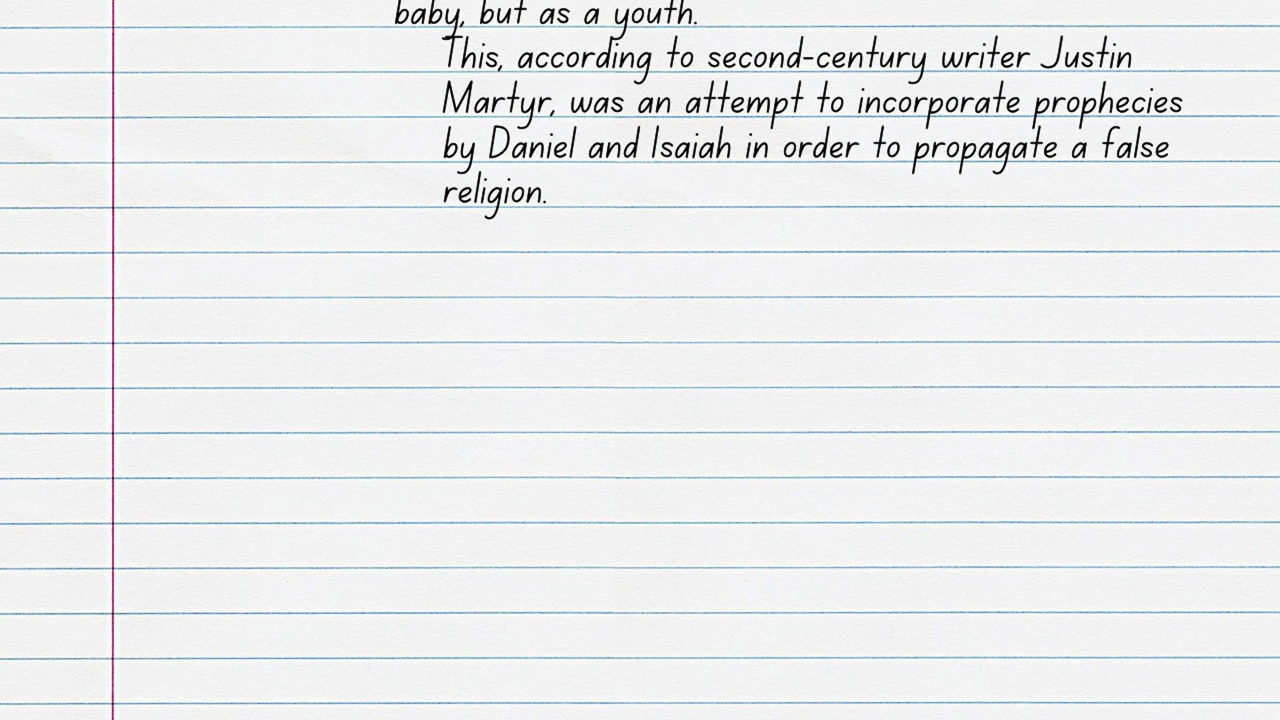 baby, but as a youth.
This, according to second-century writer Justin
Martyr, was an attempt to incorporate prophecies
by Daniel and Isaiah in order to propagate a false
religion.